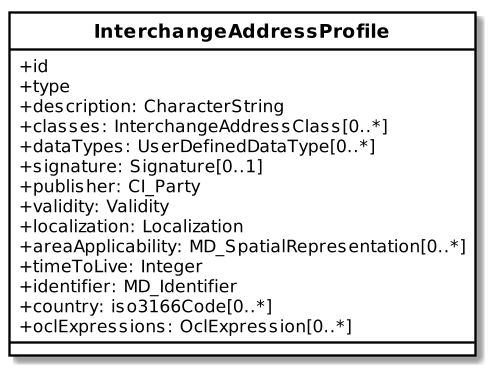 InterchangeAddressProfile
+id
+type
+description: CharacterString
+classes: InterchangeAddressClass[0..*]
+dataTypes: UserDefinedDataType[0..*]
+signature: Signature[0..1]
+publisher: CI_Party
+validity: Validity
+localization: Localization
+areaApplicability: MD_SpatialRepresentation[0..*]
+timeToLive: Integer
+identifier: MD_Identifier
+country: iso3166Code[0..*]
+oclExpressions: OclExpression[0..*]